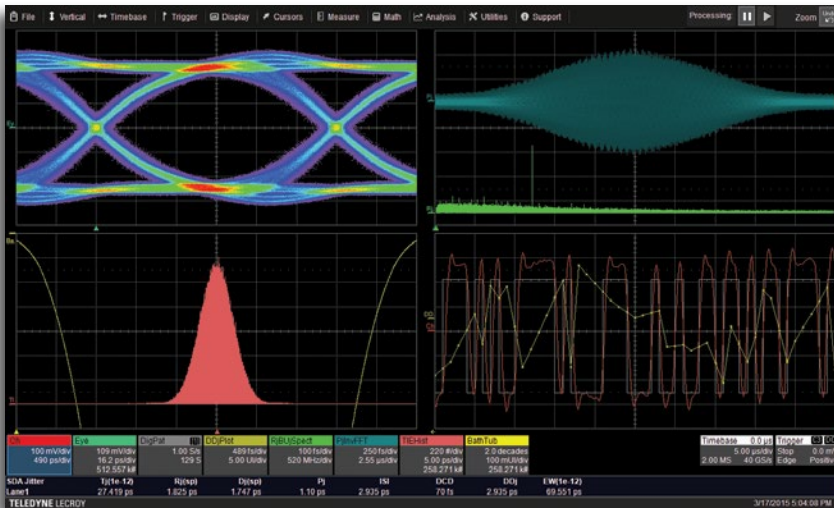 File Vertical Timebase Trigger Display Cursors Measure Math Analysis Utilities Support Processing: Zoom
Eye
DigPat
DDjPlot
RjBUjSpect
PjInvFFT
TIEHist
BathTub
Timebase 0.0 µs
Trigger
100 mV/div
109 mV/div
1.00 S/s
489 fs/div
100 fs/div
250 fs/div
220 #/div
2.0 decades
5.00 µs/div
Stop 0.0 m
490 ps/div
16.2 ps/div
129 S
5.00 UI/div
520 MHz/div
2.55 µs/div
5.00 ps/div
100 mUI/div
2.00 MS 40 GS/s
Edge Positiv
512.557 k#
258.271 k#
258.271 k#
SDA Jitter Tj(1e-12) Rj(sp) Dj(sp) Pj ISI DCD DDj EW(1e-12)
Lane1 27.419 ps 1.825 ps 1.747 ps 1.10 ps 2.935 ps 70 fs 2.935 ps 69.551 ps
TELEDYNE LECROY 3/17/2015 5:04:08 PM